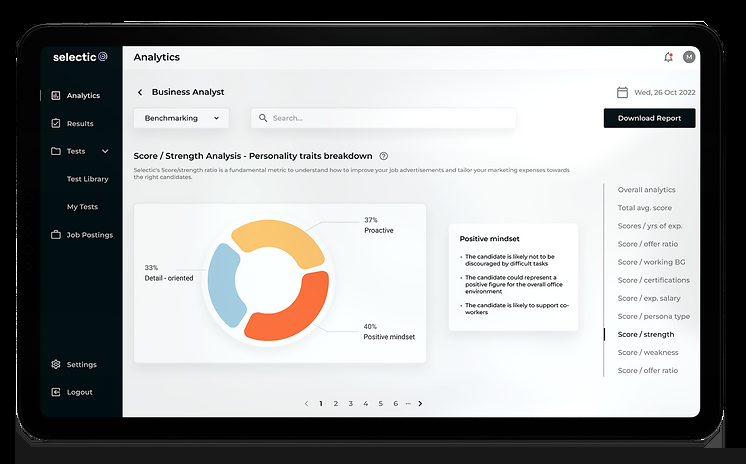 selectic
Analytics
M
Analytics
Results
Tests
Test Library
My Tests
Job Postings
Settings
Logout
Business Analyst
Wed, 26 Oct 2022
Benchmarking
Search...
Download Report
Score / Strength Analysis - Personality traits breakdown ?
Selectic's Score/strength ratio is a fundamental metric to understand how to improve your job advertisements and tailor your marketing expenses towards
the right candidates.
37%
Proactive
33%
Detail - oriented
40%
Positive mindset
Positive mindset
• The candidate is likely not to be
discouraged by difficult tasks
• The candidate could represent a
positive figure for the overall office
environment
• The candidate is likely to support co-
workers
Overall analytics
Total avg. score
Scores / yrs of exp.
Score / offer ratio
Score / working BG
Score / certifications
Score / exp. salary
Score / persona type
Score / strength
Score / weakness
Score / offer ratio
< 1 2 3 4 5 6 ... >